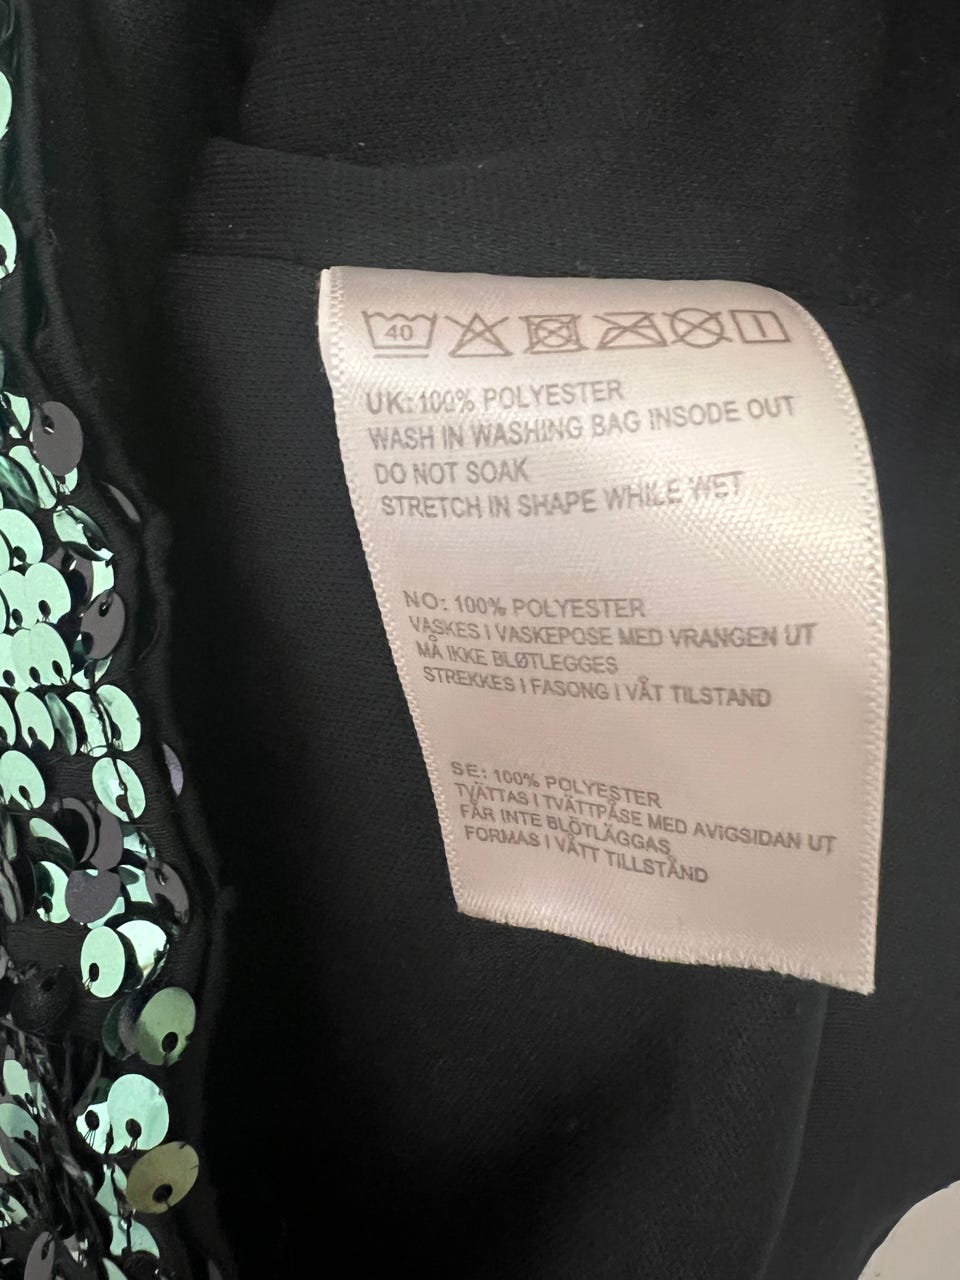 40
UK: 100% POLYESTER
WASH IN WASHING BAG INSODE OUT
DO NOT SOAK
STRETCH IN SHAPE WHILE WET
NO: 100% POLYESTER
VASKES I VASKEPOSE MED VRANGEN UT
MÅ IKKE BLØTLEGGES
STREKKES I FASONG I VÅT TILSTAND
SE: 100% POLYESTER
TVÄTTAS I TVÄTTPÅSE MED AVIGSIDAN UT
FÅR INTE BLÖTLÄGGAS
FORMAS I VÅTT TILLSTÅND